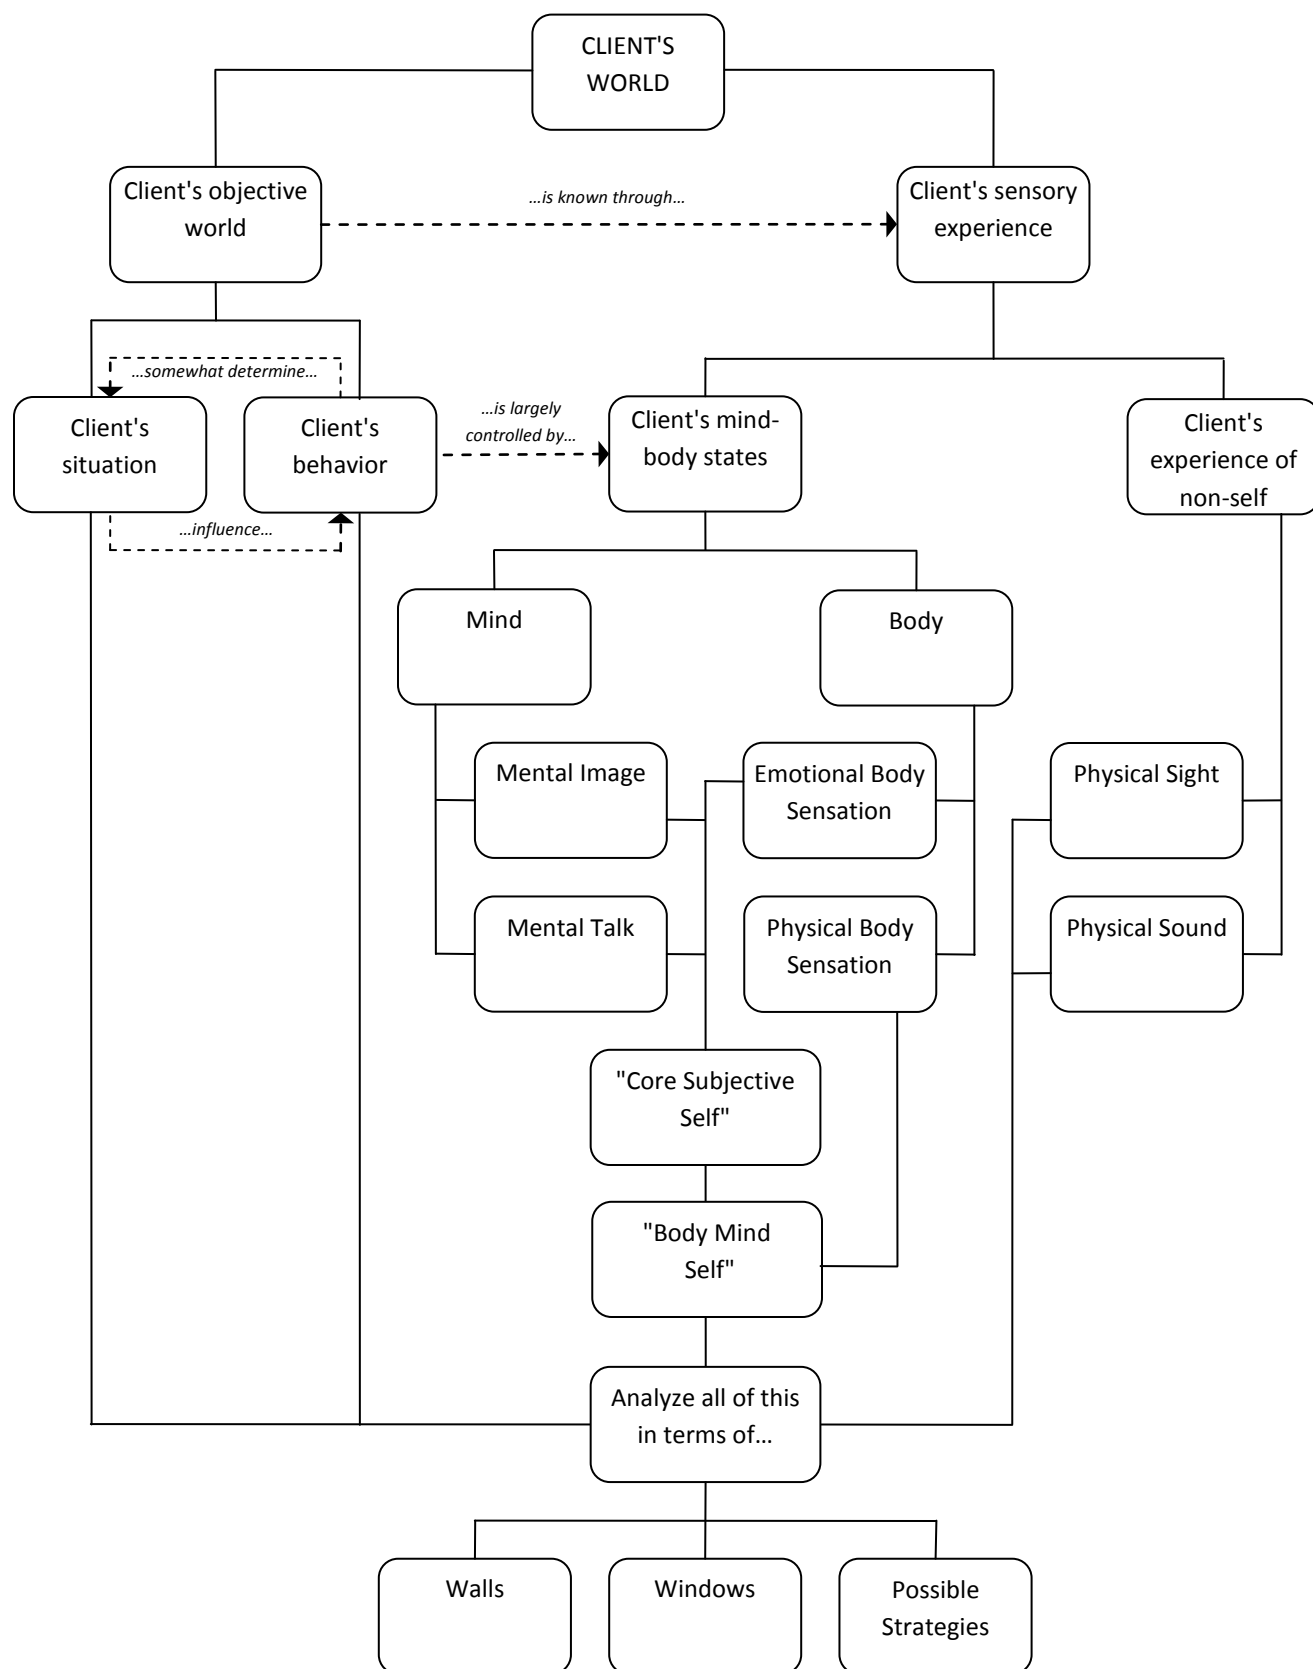 CLIENT'S
WORLD
Client's objective
world
...is known through...
Client's sensory
experience
...somewhat determine...
Client's
situation
Client's
behavior
...influence...
...is largely
controlled by...
Client's mind-
body states
Client's
experience of
non-self
Mind
Body
Mental Image
Emotional Body
Sensation
Physical Sight
Mental Talk
Physical Body
Sensation
Physical Sound
"Core Subjective
Self"
"Body Mind
Self"
Analyze all of this
in terms of...
Walls
Windows
Possible
Strategies